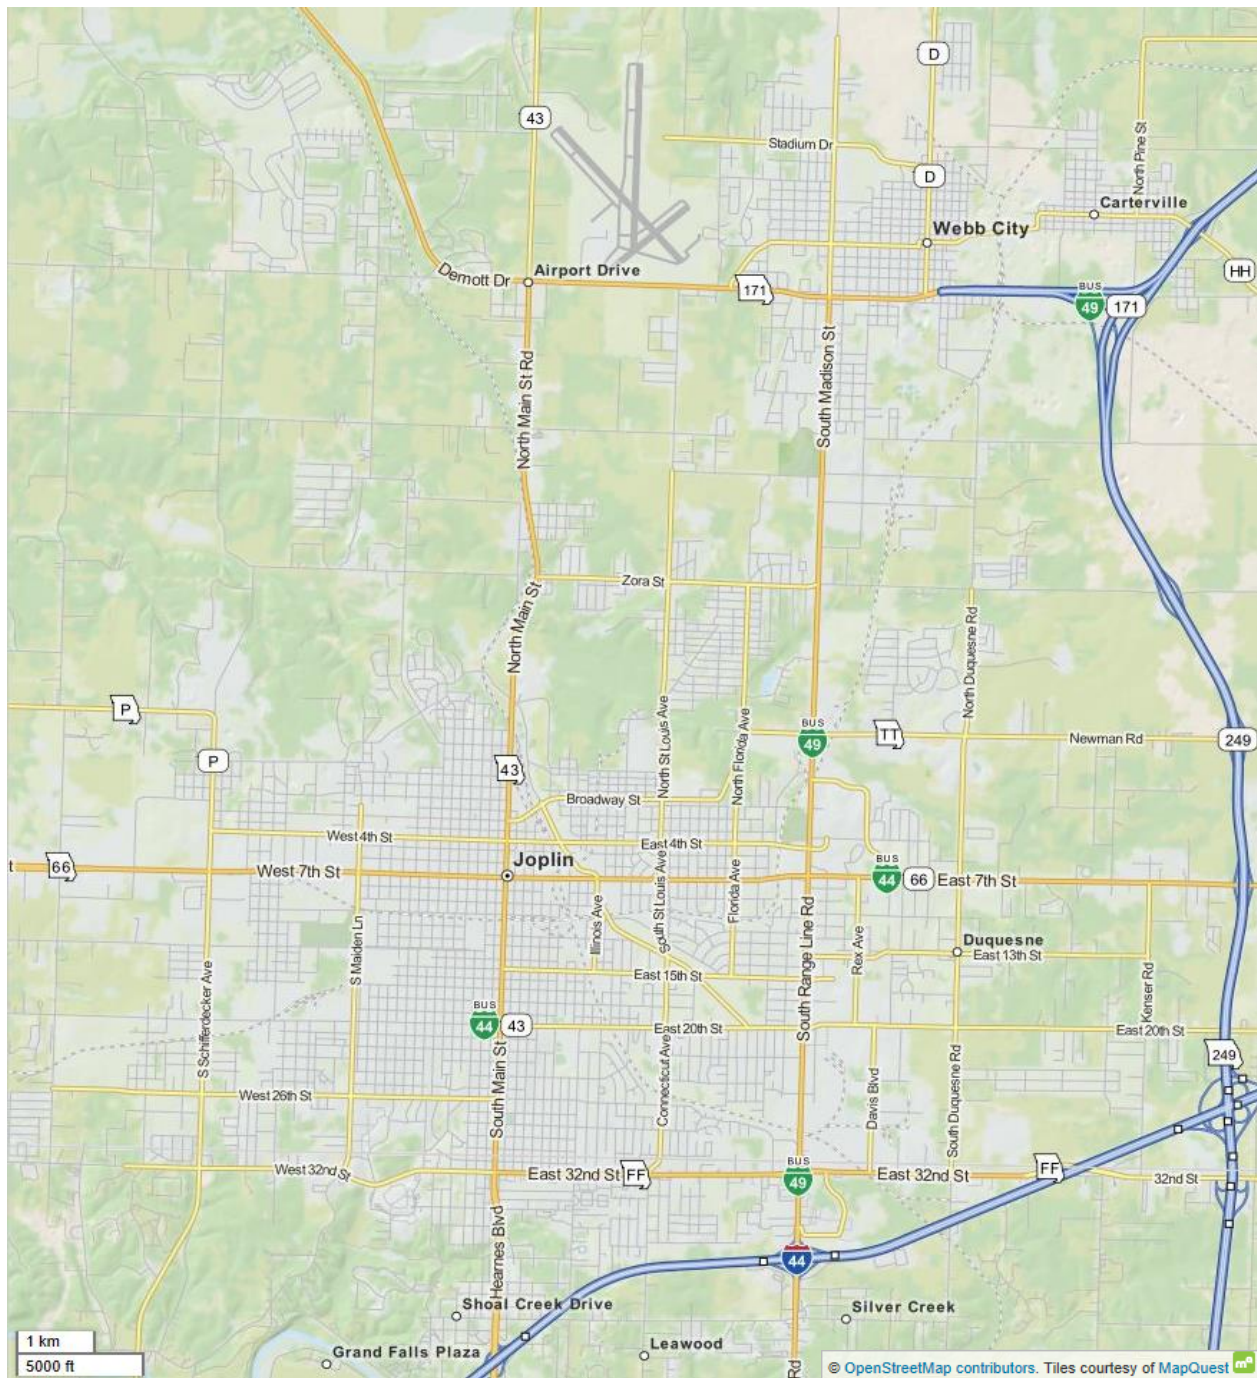 D
43
Stadium Dr
North Pine St
D
Carterville
Webb City
HH
Airport Drive
Dernott Dr
171
BUS
49
171
North Main St Rd
South Madison St
Zora St
North Main St
North Duquesne Rd
P
North St Louis Ave
North Florida Ave
BUS
49
TT
Newman Rd
249
P
43
Broadway St
West 4th St
East 4th St
66
t
West 7th St
Joplin
BUS
44
66
East 7th St
South St Louis Ave
Florida Ave
Illinois Ave
S Maiden Ln
South Range Line Rd
Rex Ave
Duquesne
East 13th St
S Schifferdecker Ave
East 15th St
Kenser Rd
BUS
44
43
East 20th St
East 20th St
249
South Main St
Connecticut Ave
Davis Blvd
South Duquesne Rd
West 26th St
West 32nd St
East 32nd St
FF
BUS
49
East 32nd St
FF
32nd St
Hearnes Blvd
44
Shoal Creek Drive
Silver Creek
Leawood
Grand Falls Plaza
Rd
1 km
5000 ft
© OpenStreetMap contributors. Tiles courtesy of MapQuest m